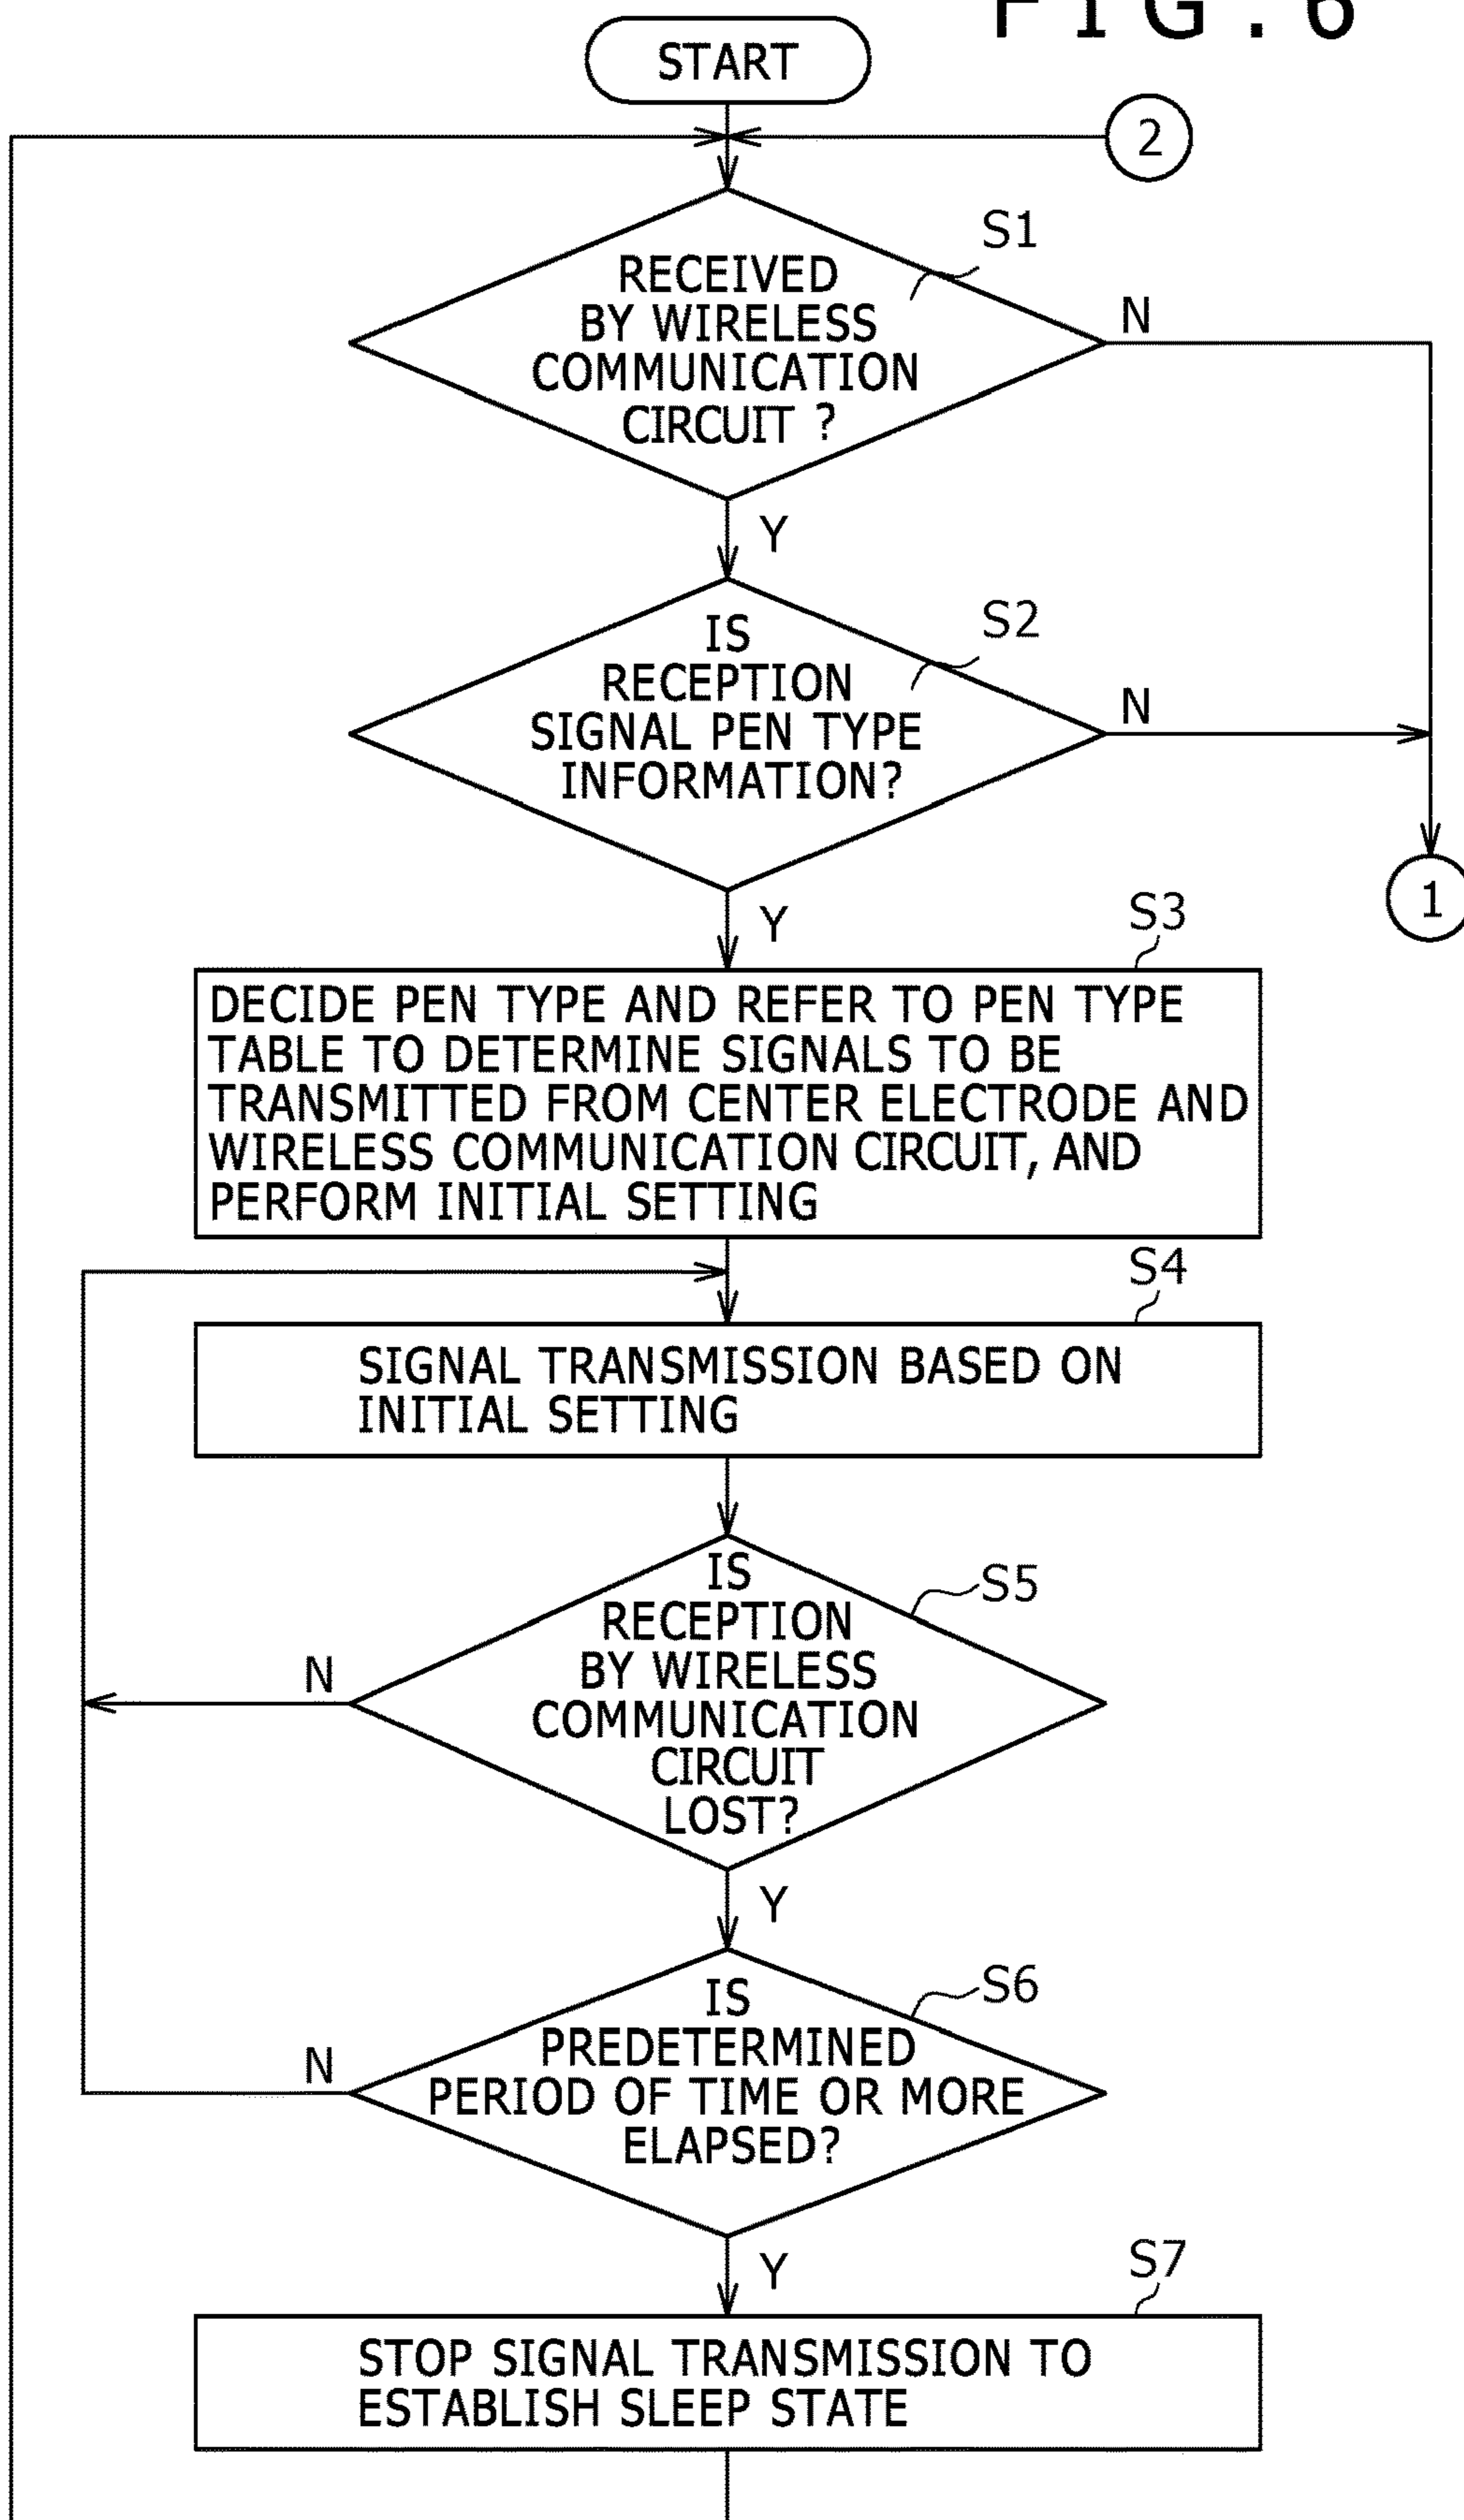 FIG.6
START
2
S1
RECEIVED
BY WIRELESS
COMMUNICATION
CIRCUIT ?
N
Y
S2
IS
RECEPTION
SIGNAL PEN TYPE
INFORMATION?
N
1
Y
S3
DECIDE PEN TYPE AND REFER TO PEN TYPE
TABLE TO DETERMINE SIGNALS TO BE
TRANSMITTED FROM CENTER ELECTRODE AND
WIRELESS COMMUNICATION CIRCUIT, AND
PERFORM INITIAL SETTING
S4
SIGNAL TRANSMISSION BASED ON
INITIAL SETTING
S5
IS
RECEPTION
BY WIRELESS
COMMUNICATION
CIRCUIT
LOST?
N
Y
S6
IS
PREDETERMINED
PERIOD OF TIME OR MORE
ELAPSED?
N
Y
S7
STOP SIGNAL TRANSMISSION TO
ESTABLISH SLEEP STATE